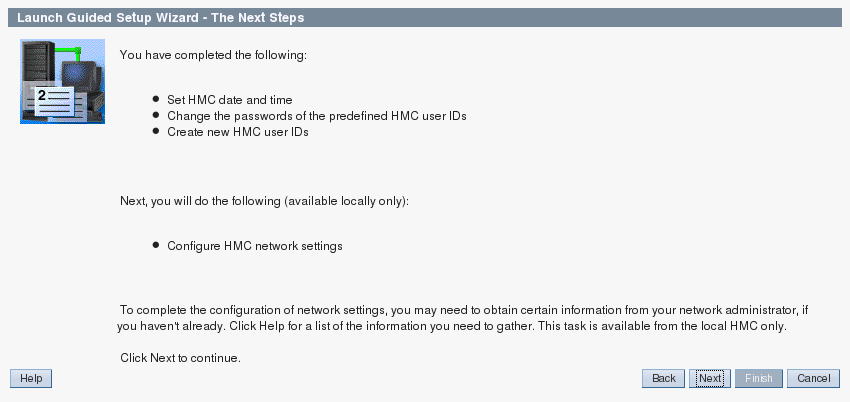 Launch Guided Setup Wizard - The Next Steps
You have completed the following:
● Set HMC date and time
● Change the passwords of the predefined HMC user IDs
● Create new HMC user IDs
2
Next, you will do the following (available locally only):
● Configure HMC network settings
To complete the configuration of network settings, you may need to obtain certain information from your network administrator, if
you haven't already. Click Help for a list of the information you need to gather. This task is available from the local HMC only.
Click Next to continue.
Help Back Next Finish Cancel